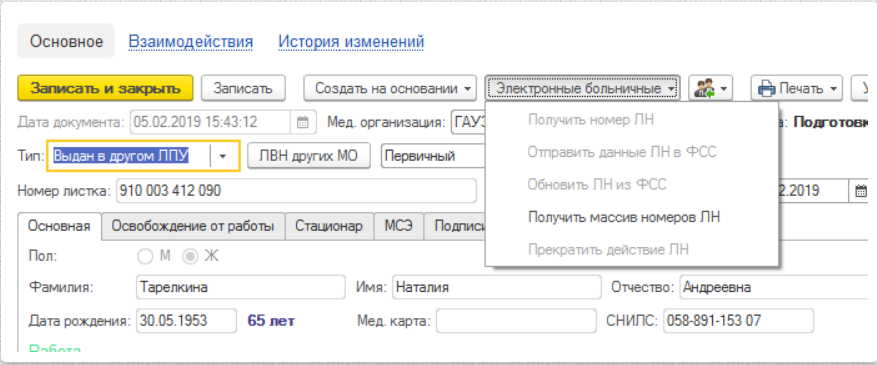 Основное Взаимодействия История изменений
Записать и закрыть Записать Создать на основании Электронные больничные Печать
Дата документа: 05.02.2019 15:43:12 Мед. организация: ГАУЗ Получить номер ЛН
Тип: Выдан в другом ЛПУ ЛВН других МО Первичный Отправить данные ЛН в ФСС
Обновить ЛН из ФСС
Номер листка: 910 003 412 090 2.2019
Получить массив номеров ЛН
Основная Освобождение от работы Стационар МСЭ
Прекратить действие ЛН
Пол: М Ж
Фамилия: Тарелкина Имя: Наталия Отчество: Андреевна
Дата рождения: 30.05.1953 65 лет Мед. карта: СНИЛС: 058-891-153 07